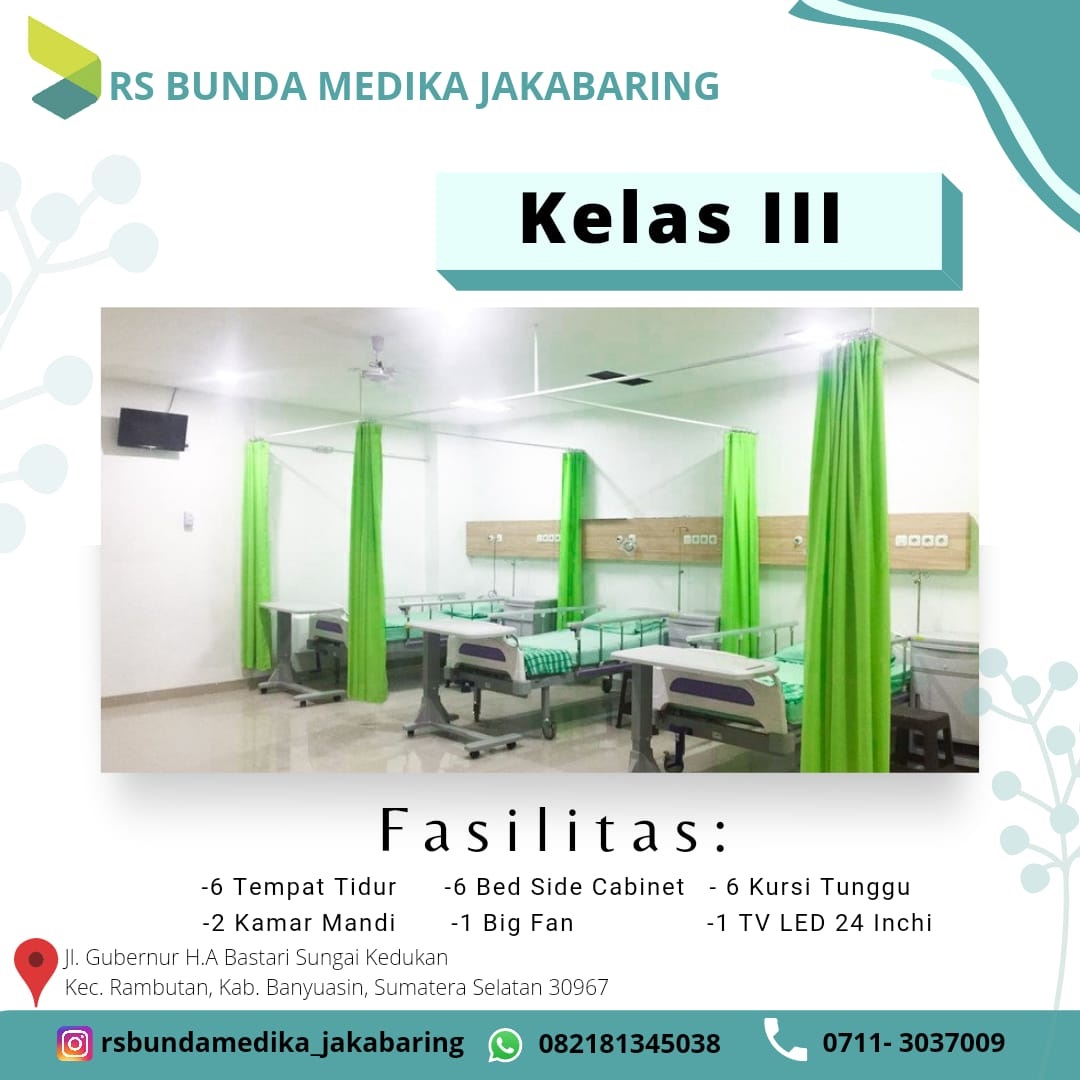 RS BUNDA MEDIKA JAKABARING
Kelas III
Fasilitas:
-6 Tempat Tidur -6 Bed Side Cabinet - 6 Kursi Tunggu
-2 Kamar Mandi -1 Big Fan -1 TV LED 24 Inchi
Jl. Gubernur H.A Bastari Sungai Kedukan
Kec. Rambutan, Kab. Banyuasin, Sumatera Selatan 30967
rsbundamedika_jakabaring 082181345038 0711- 3037009